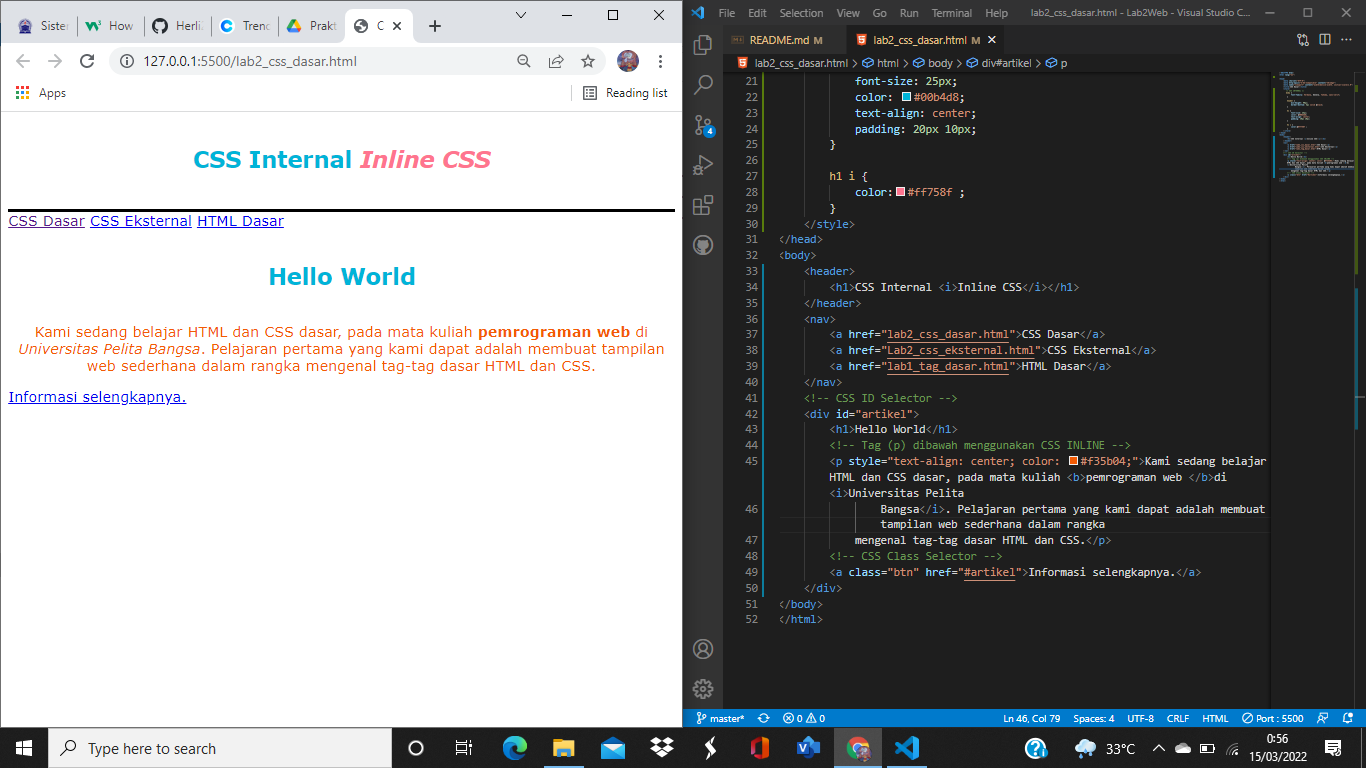 Sister
How
Herli
Trenc
Prakt
C
127.0.0.1:5500/lab2_css_dasar.html
Apps
Reading list
CSS Internal Inline CSS
CSS Dasar CSS Eksternal HTML Dasar
Hello World
Kami sedang belajar HTML dan CSS dasar, pada mata kuliah pemrograman web di
Universitas Pelita Bangsa. Pelajaran pertama yang kami dapat adalah membuat tampilan
web sederhana dalam rangka mengenal tag-tag dasar HTML dan CSS.
Informasi selengkapnya.
File Edit Selection View Go Run Terminal Help lab2_css_dasar.html - Lab2Web - Visual Studio C...
README.md M
lab2_css_dasar.html M
lab2_css_dasar.html > html > body > div#artikel > p
4
21 font-size: 25px;
22 color: #00b4d8;
23 text-align: center;
24 padding: 20px 10px;
25 }
26
27 h1 i {
28 color: #ff758f ;
29 }
30 </style>
31 </head>
32 <body>
33 <header>
34 <h1>CSS Internal <i>Inline CSS</i></h1>
35 </header>
36 <nav>
37 <a href="lab2_css_dasar.html">CSS Dasar</a>
38 <a href="Lab2_css_eksternal.html">CSS Eksternal</a>
39 <a href="lab1_tag_dasar.html">HTML Dasar</a>
40 </nav>
41 <!-- CSS ID Selector -->
42 <div id="artikel">
43 <h1>Hello World</h1>
44 <!-- Tag (p) dibawah menggunakan CSS INLINE -->
45 <p style="text-align: center; color: #f35b04;">Kami sedang belajar
HTML dan CSS dasar, pada mata kuliah <b>pemrograman web </b>di
<i>Universitas Pelita
46 Bangsa</i>. Pelajaran pertama yang kami dapat adalah membuat
tampilan web sederhana dalam rangka
47 mengenal tag-tag dasar HTML dan CSS.</p>
48 <!-- CSS Class Selector -->
49 <a class="btn" href="#artikel">Informasi selengkapnya.</a>
50 </div>
51 </body>
52 </html>
master* 0 0 Ln 46, Col 79 Spaces: 4 UTF-8 CRLF HTML Port : 5500
Type here to search
33°C
0:56
15/03/2022